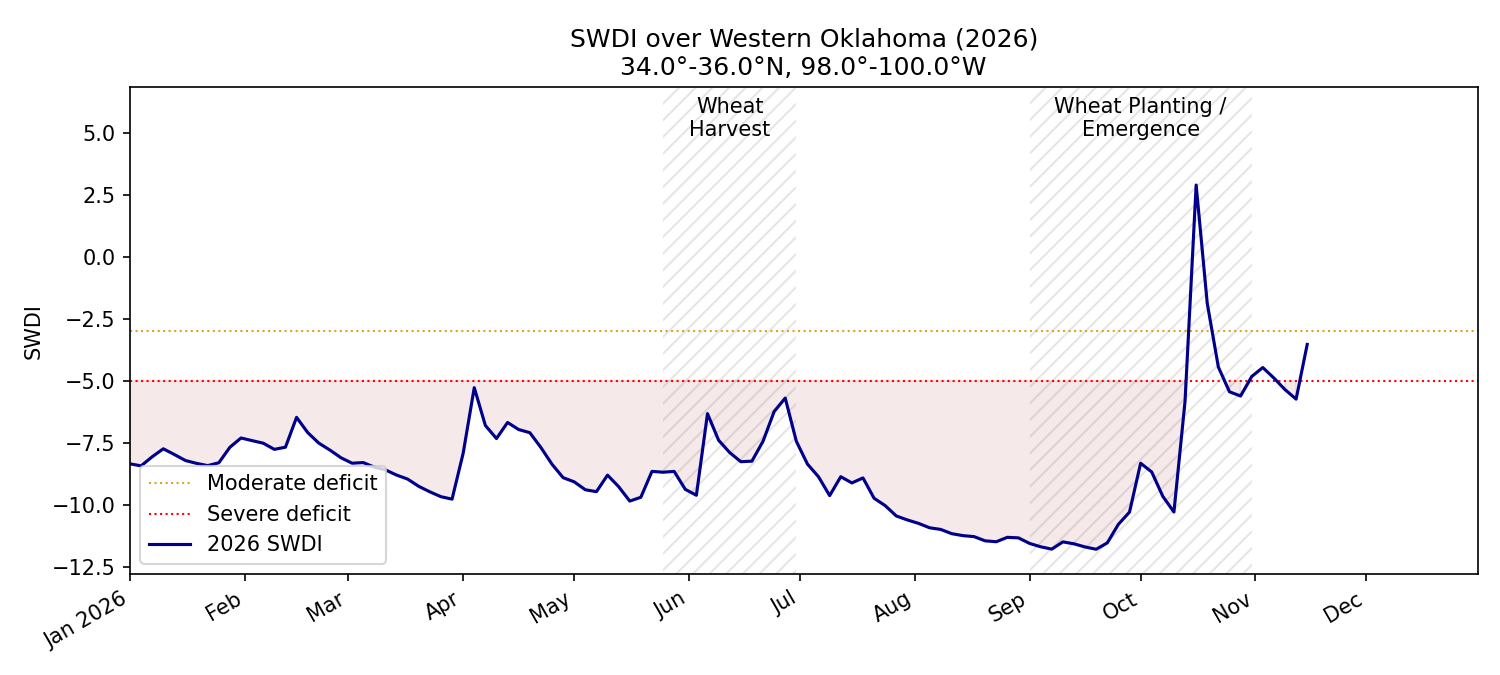 SWDI over Western Oklahoma (2026)
34.0°-36.0°N, 98.0°-100.0°W
Wheat
Harvest
Wheat Planting /
Emergence
SWDI
5.0
2.5
0.0
−2.5
−5.0
−7.5
−10.0
−12.5
Moderate deficit
Severe deficit
2026 SWDI
Jan 2026
Feb
Mar
Apr
May
Jun
Jul
Aug
Sep
Oct
Nov
Dec